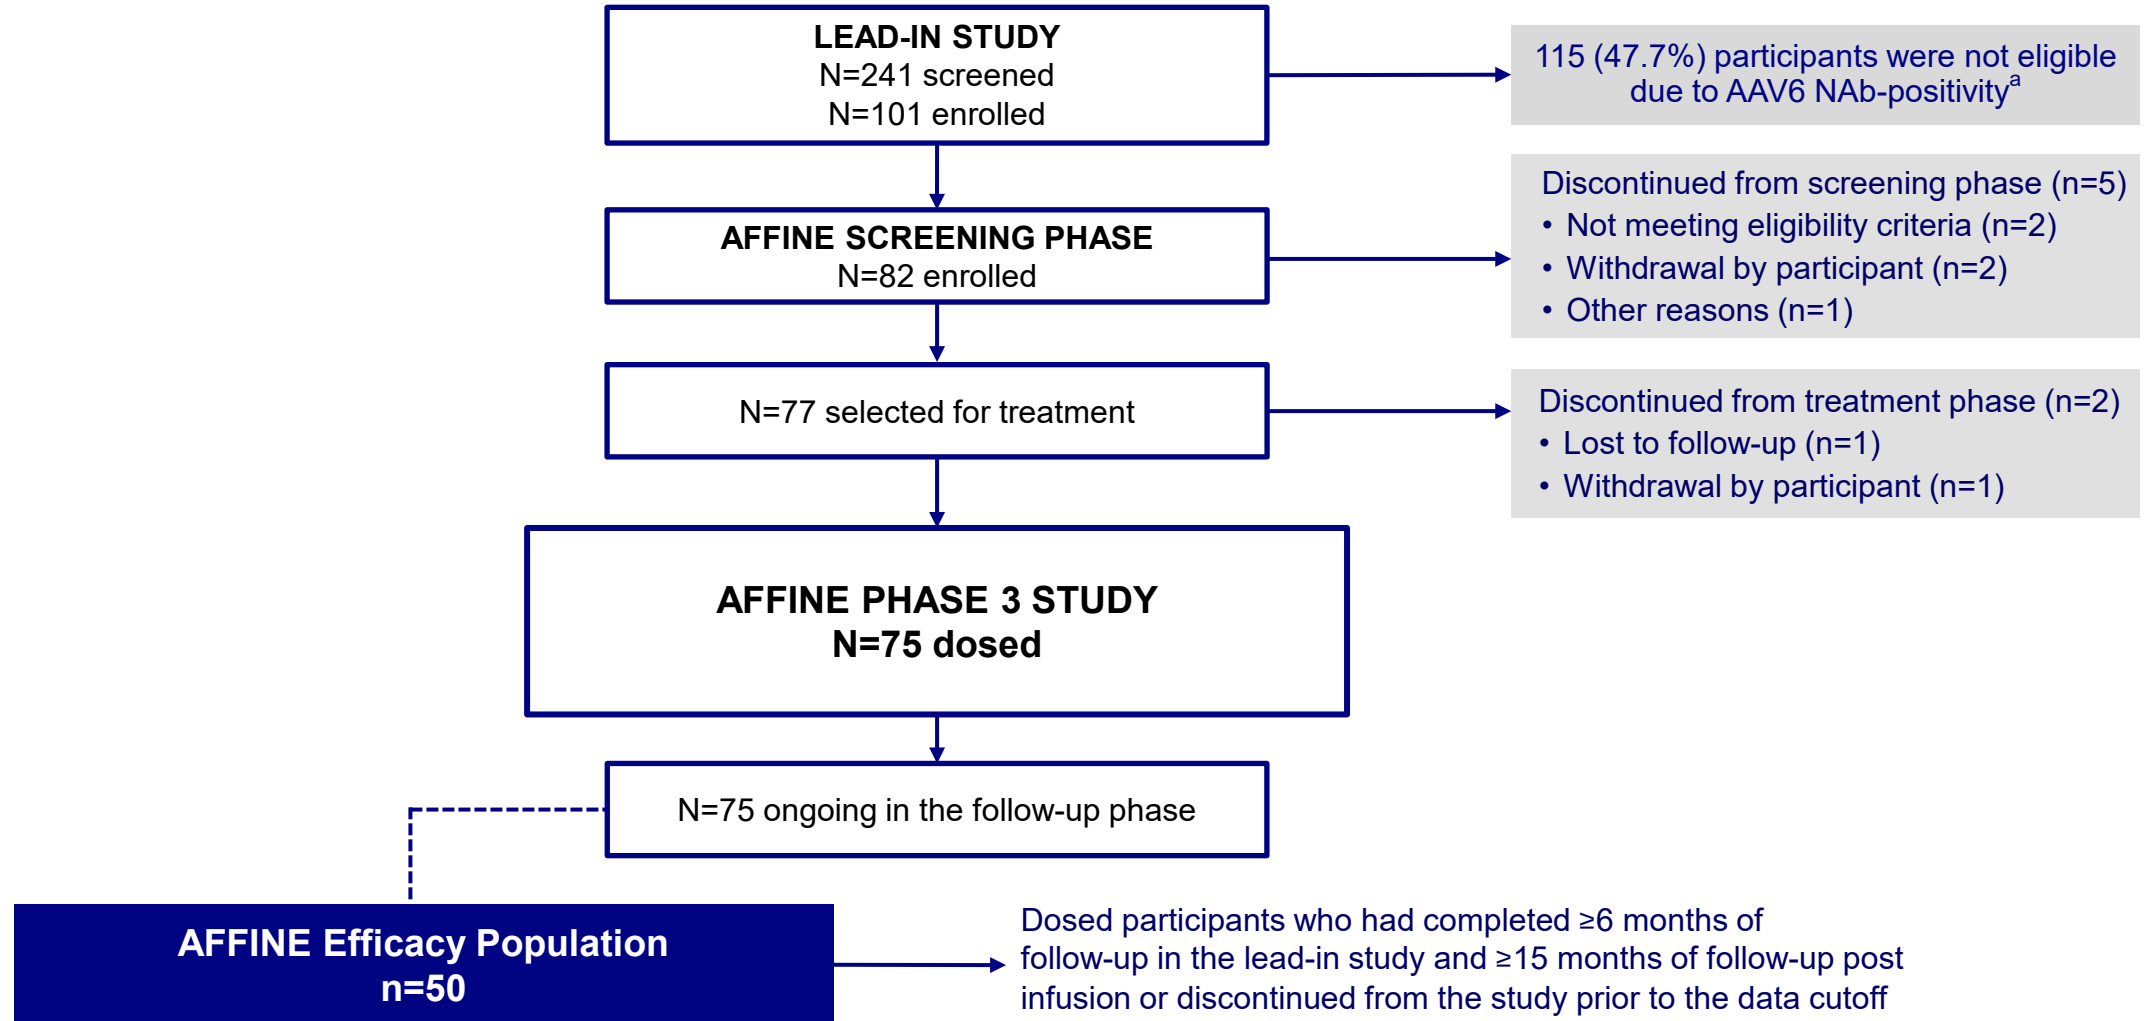 LEAD-IN STUDY
N=241 screened
N=101 enrolled
115 (47.7%) participants were not eligible
due to AAV6 NAb-positivityᵃ
AFFINE SCREENING PHASE
N=82 enrolled
Discontinued from screening phase (n=5)
• Not meeting eligibility criteria (n=2)
• Withdrawal by participant (n=2)
• Other reasons (n=1)
N=77 selected for treatment
Discontinued from treatment phase (n=2)
• Lost to follow-up (n=1)
• Withdrawal by participant (n=1)
AFFINE PHASE 3 STUDY
N=75 dosed
N=75 ongoing in the follow-up phase
AFFINE Efficacy Population
n=50
Dosed participants who had completed ≥6 months of
follow-up in the lead-in study and ≥15 months of follow-up post
infusion or discontinued from the study prior to the data cutoff